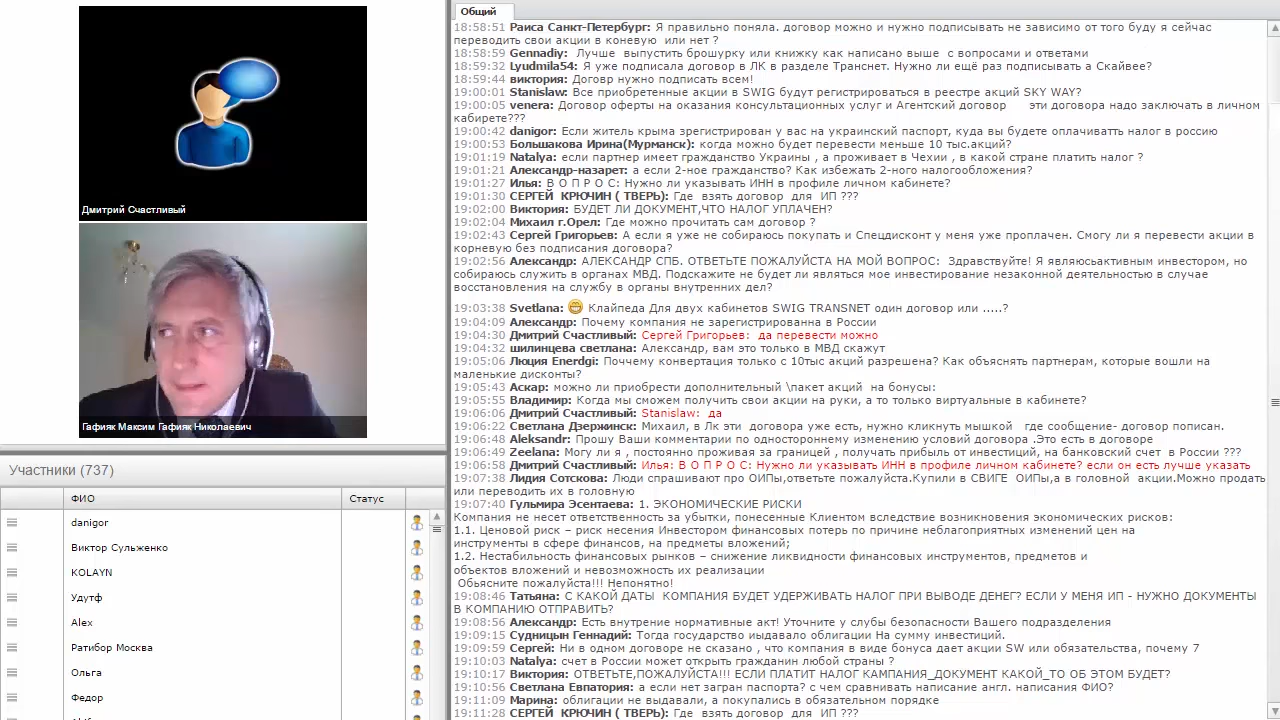 Дмитрий Счастливый
Гафияк Максим Гафияк Николаевич
Участники (737)
ФИО
Статус
danigor
Виктор Сульженко
KOLAYN
Удутф
Alex
Ратибор Москва
Ольга
Федор
Общий
18:58:51 Раиса Санкт-Петербург: Я правильно поняла. договор можно и нужно подписывать не зависимо от того буду я сейчас
переводить свои акции в коневую  или нет ?
18:58:59 Gennadiy:  Лучше  выпустить брошурку или книжку как написано выше  с вопросами и ответами
18:59:32 Lyudmila54: Я уже подписала договор в ЛК в разделе Транснет. Нужно ли ещё раз подписывать а Скайвее?
18:59:44 виктория: Договр нужно подписать всем!
19:00:01 Stanislaw: Все приобретенные акции в SWIG будут регистрироваться в реестре акций SKY WAY?
19:00:05 venera: Договор оферты на оказания консультационных услуг и Агенский договор     эти договора надо заключать в личном
кабирете???
19:00:42 danigor: Если житель крыма зрегистрирован у вас на украинский паспорт, куда вы будете оплачивать налог в россию
19:00:53 Большакова Ирина(Мурманск): когда можно будет перевести меньше 10 тыс.акций?
19:01:19 Natalya: если партнер имеет гражданство Украины , а проживает в Чехии , в какой стране платить налог ?
19:01:21 Александр-назарет: а если 2-ное гражданство? Как избежать 2-ного налогообложения?
19:01:27 Илья: В О П Р О С: Нужно ли указывать ИНН в профиле личном кабинете?
19:01:30 СЕРГЕЙ  КРЮЧИН ( ТВЕРЬ): Где  взять договор  для  ИП ???
19:02:00 Виктория: БУДЕТ ЛИ ДОКУМЕНТ,ЧТО НАЛОГ УПЛАЧЕН?
19:02:04 Михаил г.Орел: Где можно прочитать сам договор ?
19:02:43 Сергей Григорьев: А если я уже не собираюсь покупать и Спецдисконт у меня уже проплачен. Смогу ли я перевести акции в
корневую без подписания договора?
19:02:56 Александр: АЛЕКСАНДР СПБ. ОТВЕТЬТЕ ПОЖАЛУЙСТА НА МОЙ ВОПРОС:  Здравствуйте! Я являюсьактивным инвестором, но
собираюсь служить в органах МВД. Подскажите не будет ли являться мое инвестирование незаконной деятельностью в случае
восстановления на службу в органы внутренних дел?
19:03:38 Svetlana: Клайпеда Для двух кабинетов SWIG TRANSNET один договор или .....?
19:04:09 Александр: Почему компания не зарегистрированна в России
19:04:30 Дмитрий Счастливый: Сергей Григорьев:  да перевести можно
19:04:32 шилинцева светлана: Александр, вам это только в МВД скажут
19:05:06 Люция Enerdgi: Поччему конвертация только с 10тыс акций разрешена? Как объяснять партнерам, которые вошли на
маленькие дисконты?
19:05:43 Аскар: можно ли приобрести дополнительный \пакет акций  на бонусы:
19:05:55 Владимир: Когда мы сможем получить свои акции на руки, а то только виртуальные в кабинете?
19:06:06 Дмитрий Счастливый: Stanislaw:  да
19:06:22 Светлана Дзержинск: Михаил, в Лк эти  договора уже есть, нужно кликнуть мышкой   где сообщение- договор пописан.
19:06:48 Aleksandr: Прошу Ваши комментарии по одностороннему изменению условий договора .Это есть в договоре
19:06:49 Zeelana: Могу ли я , постоянно проживая за границей , получать прибыль от инвестиций, на банковский счет  в России ???
19:06:58 Дмитрий Счастливый: Илья: В О П Р О С: Нужно ли указывать ИНН в профиле личном кабинете? если он есть лучше указать
19:07:38 Лидия Сотскова: Люди спрашивают про ОИПы,ответьте пожалуйста.Купили в СВИГЕ  ОИПы,а в головной  акции.Можно продать
или переводить их в головную
19:07:40 Гульмира Эсентаева: 1. ЭКОНОМИЧЕСКИЕ РИСКИ
Компания не несет ответственность за убытки, понесенные Клиентом вследствие возникновения экономических рисков:
1.1. Ценовой риск – риск несения Инвестором финансовых потерь по причине неблагоприятных изменений цен на
инструменты в сфере финансов, на предметы вложений;
1.2. Нестабильность финансовых рынков – снижение ликвидности финансовых инструментов, предметов и
объектов вложений и невозможность их реализации
Обьясните пожалуйста!!! Непонятно!
19:08:46 Татьяна: С КАКОЙ ДАТЫ  КОМПАНИЯ БУДЕТ УДЕРЖИВАТЬ НАЛОГ ПРИ ВЫВОДЕ ДЕНЕГ? ЕСЛИ У МЕНЯ ИП - НУЖНО ДОКУМЕНТЫ
В КОМПАНИЮ ОТПРАВИТЬ?
19:08:56 Александр: Есть внутрение нормативные акт! Уточните у слубы безопасности Вашего подразделения
19:09:15 Судницын Геннадий: Тогда государство иыдавало облигации На сумму инвестиций.
19:09:59 Сергей: Ни в одном договоре не сказано , что компания в виде бонуса дает акции SW или обязательства, почему 7
19:10:03 Natalya: счет в России может открыть гражданин любой страны ?
19:10:17 Виктория: ОТВЕТЬТЕ,ПОЖАЛУЙСТА!!! ЕСЛИ ПЛАТИТ НАЛОГ КАМПАНИЯ_ДОКУМЕНТ КАКОЙ_ТО ОБ ЭТОМ БУДЕТ?
19:10:56 Светлана Евпатория: а если нет загран паспорта? с чем сравнивать написание англ. написания ФИО?
19:11:09 Марина: облигации не выдавали, а покупались в обязательном порядке
19:11:28 СЕРГЕЙ  КРЮЧИН ( ТВЕРЬ): Где  взять договор  для  ИП ???